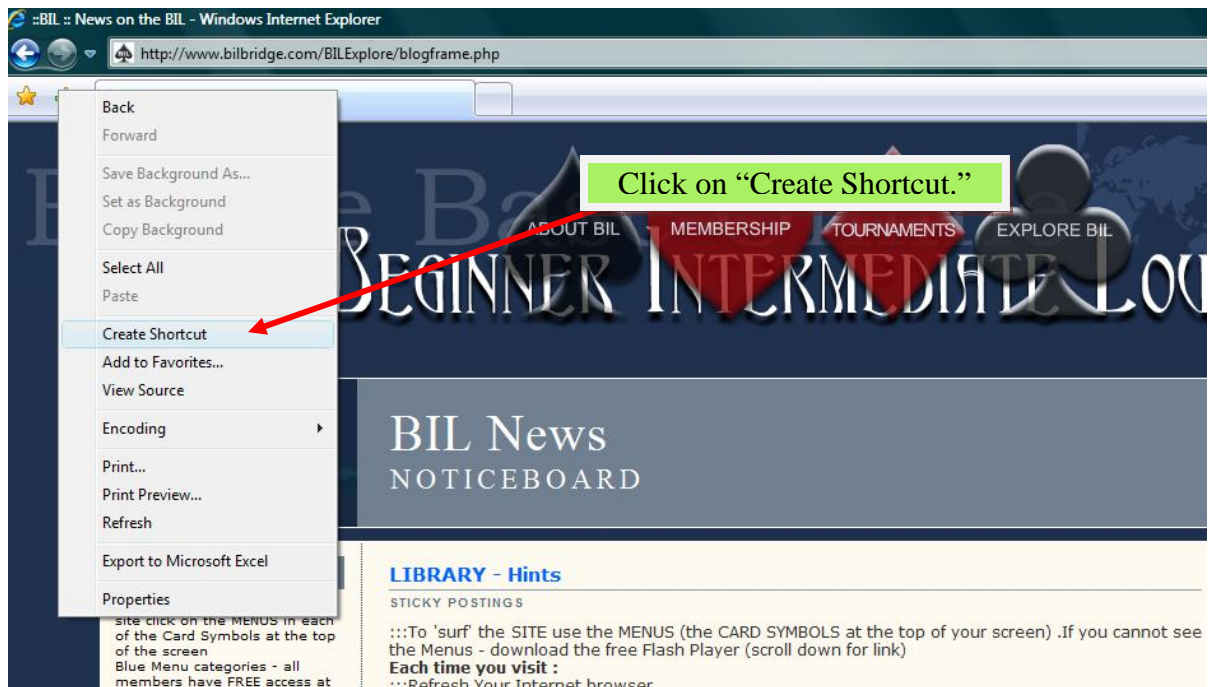 ::BIL :: News on the BIL - Windows Internet Explorer
http://www.bilbridge.com/BILExplore/blogframe.php
Back
Forward
Save Background As...
Set as Background
Copy Background
Select All
Paste
Create Shortcut
Add to Favorites...
View Source
Encoding
Print...
Print Preview...
Refresh
Export to Microsoft Excel
Properties
Click on “Create Shortcut.”
ABOUT BIL MEMBERSHIP TOURNAMENTS EXPLORE BIL
BEGINNER INTERMEDIATE LOU
BIL News
NOTICEBOARD
site click on the MENUS in each
of the Card Symbols at the top
of the screen
Blue Menu categories - all
members have FREE access at
LIBRARY - Hints
STICKY POSTINGS
:::To 'surf' the SITE use the MENUS (the CARD SYMBOLS at the top of your screen) .If you cannot see
the Menus - download the free Flash Player (scroll down for link)
Each time you visit :
:::Refresh Your Internet browser